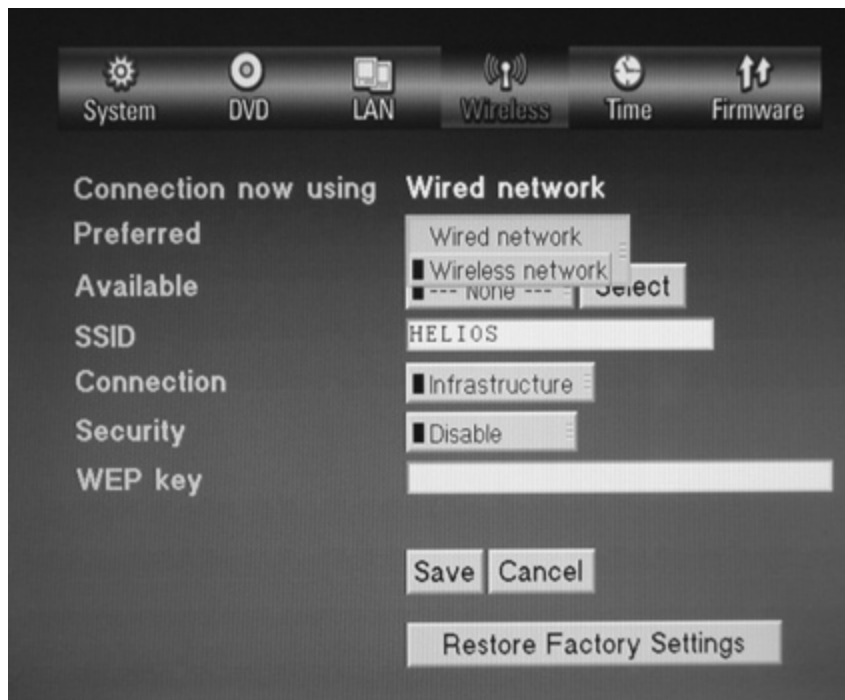 System DVD LAN Wireless Time Firmware
Connection now using Wired network
Preferred Wired network
Wireless network
Available --- None --- Select
SSID HELIOS
Connection Infrastructure
Security Disable
WEP key
Save Cancel
Restore Factory Settings